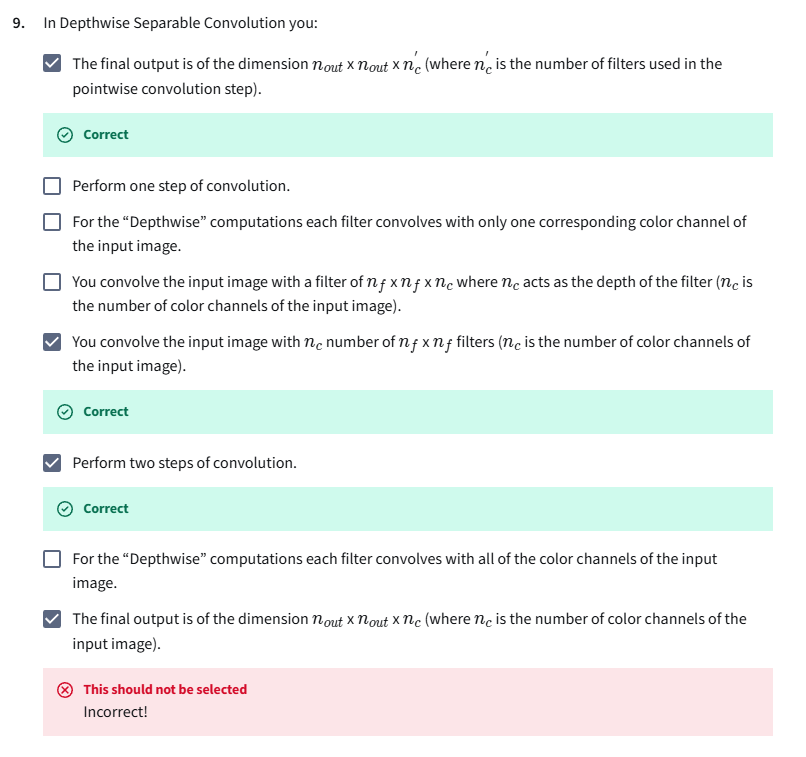 9. In Depthwise Separable Convolution you:
The final output is of the dimension n_out x n_out x n_c′ (where n_c′ is the number of filters used in the
pointwise convolution step).
Correct
Perform one step of convolution.
For the “Depthwise” computations each filter convolves with only one corresponding color channel of
the input image.
You convolve the input image with a filter of n_f x n_f x n_c where n_c acts as the depth of the filter (n_c is
the number of color channels of the input image).
You convolve the input image with n_c number of n_f x n_f filters (n_c is the number of color channels of
the input image).
Correct
Perform two steps of convolution.
Correct
For the “Depthwise” computations each filter convolves with all of the color channels of the input
image.
The final output is of the dimension n_out x n_out x n_c (where n_c is the number of color channels of the
input image).
This should not be selected
Incorrect!